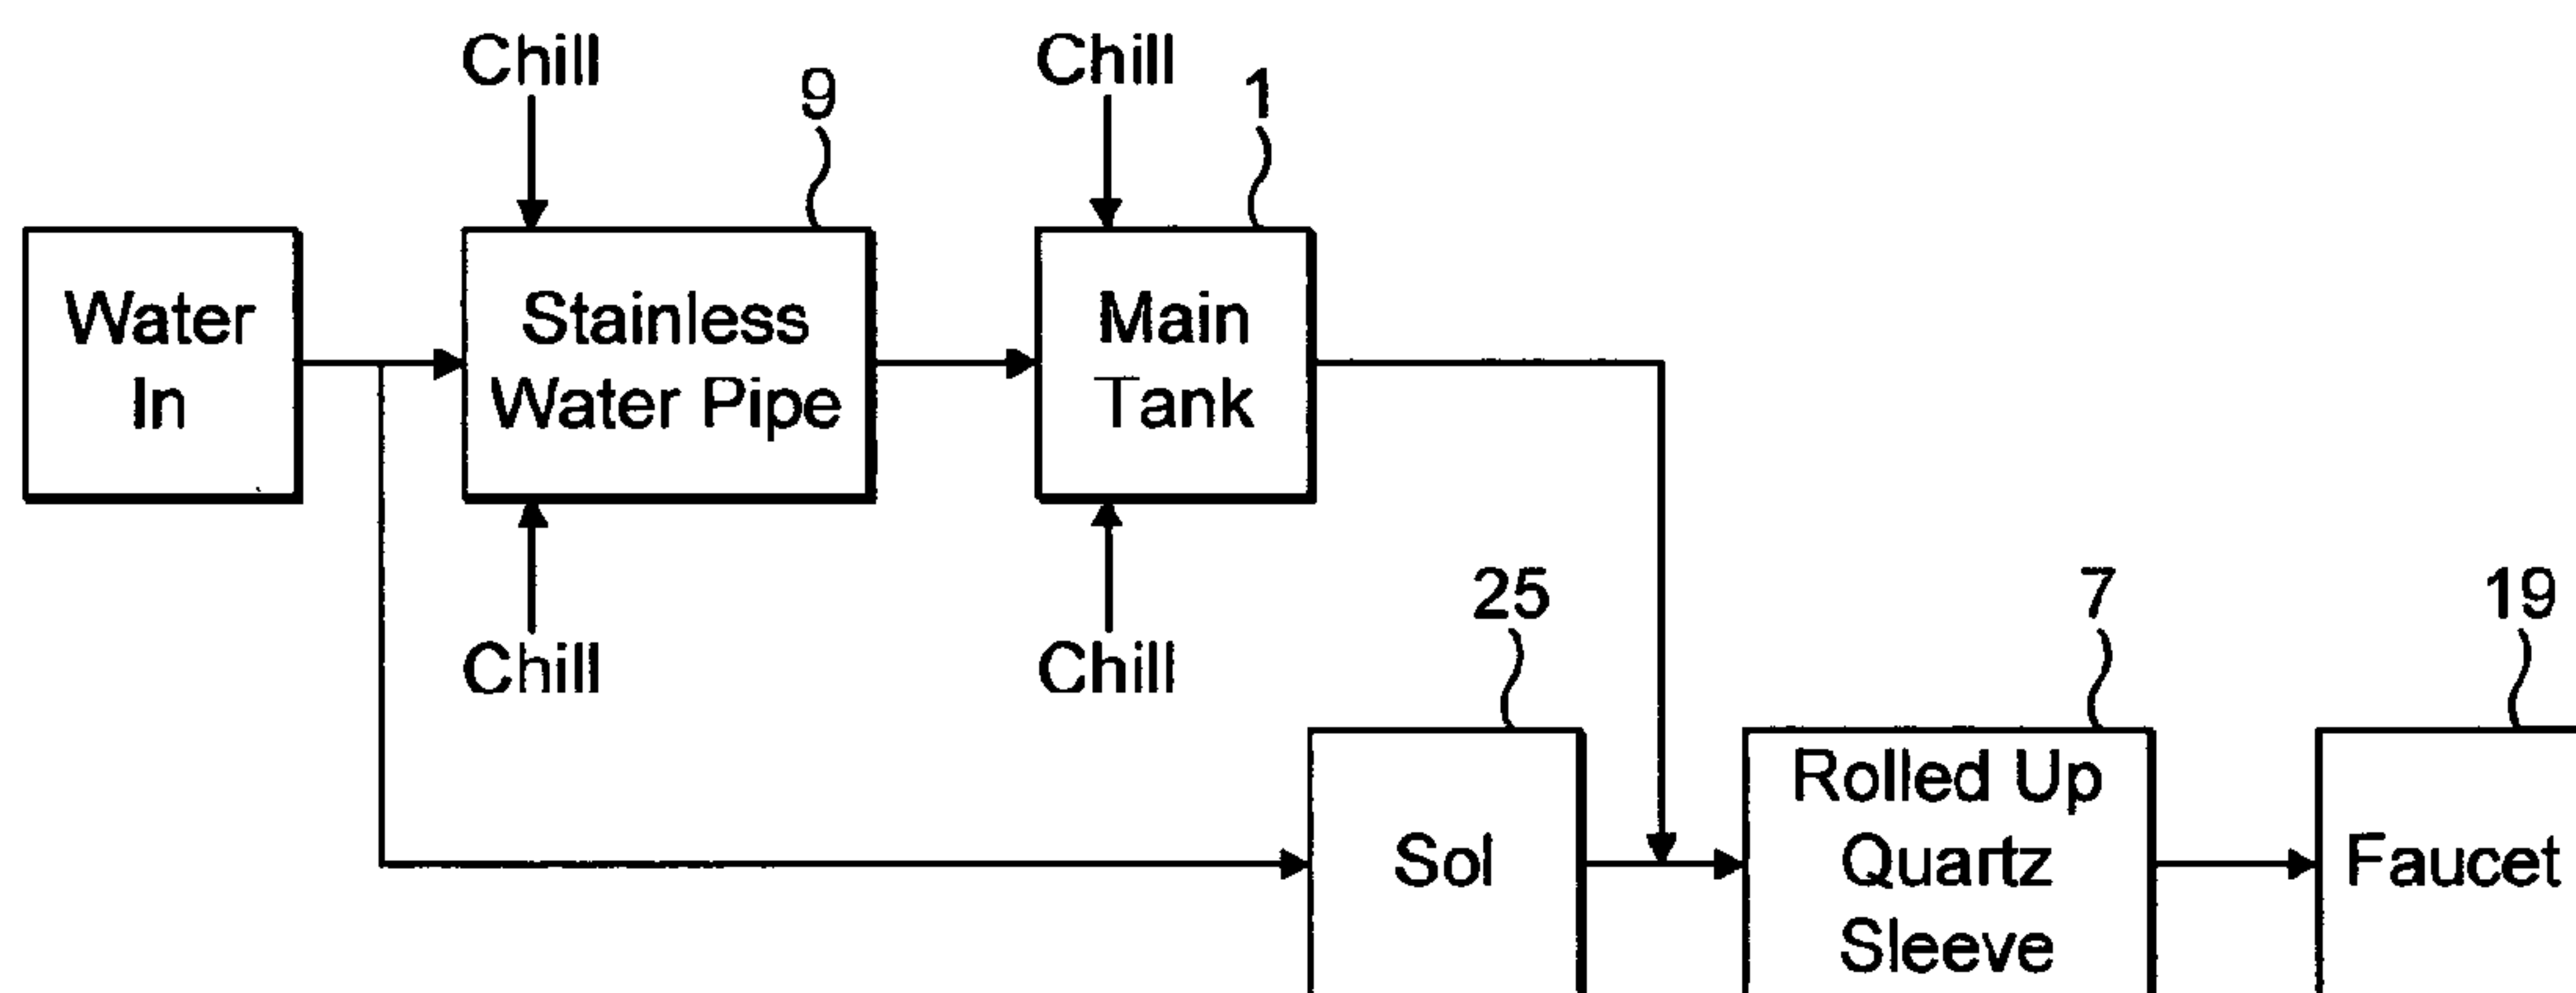 Chill
Chill
9
1
Water
In
Stainless
Water Pipe
Main
Tank
Chill
Chill
25
7
19
Sol
Rolled Up
Quartz
Sleeve
Faucet